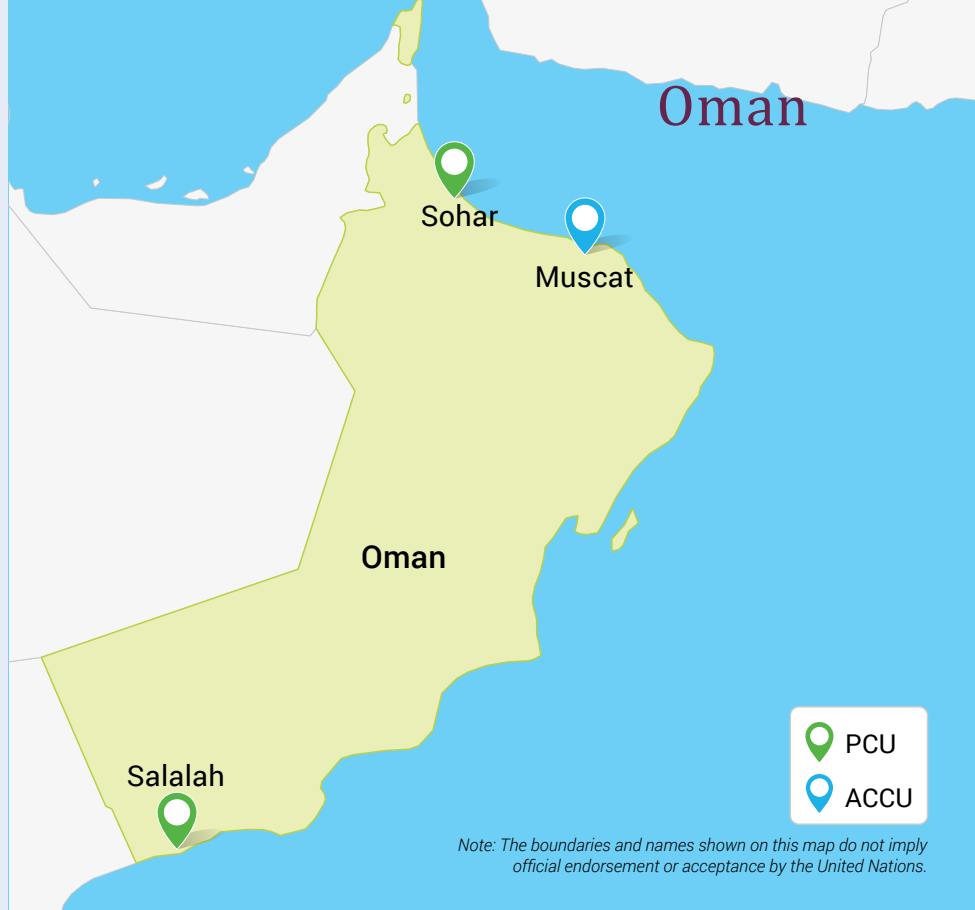 Oman
Sohar
Muscat
Oman
Salalah
PCU
ACCU
Note: The boundaries and names shown on this map do not imply
official endorsement or acceptance by the United Nations.